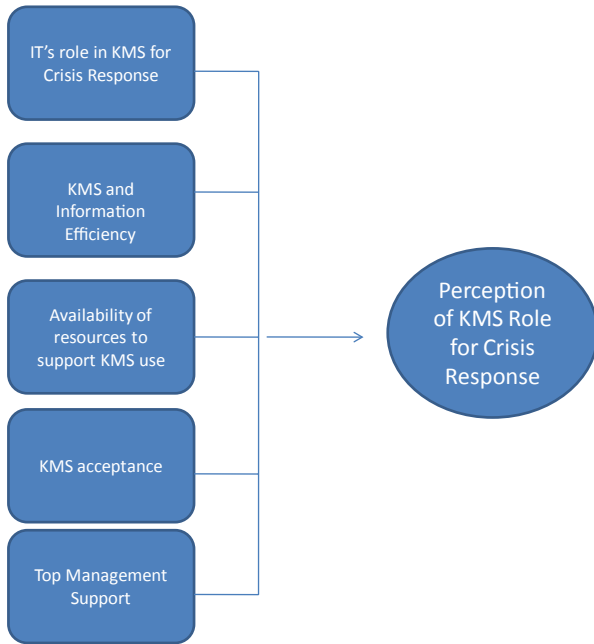 IT’s role in KMS for
Crisis Response
KMS and
Information
Efficiency
Availability of
resources to
support KMS use
KMS acceptance
Top Management
Support
Perception
of KMS Role
for Crisis
Response